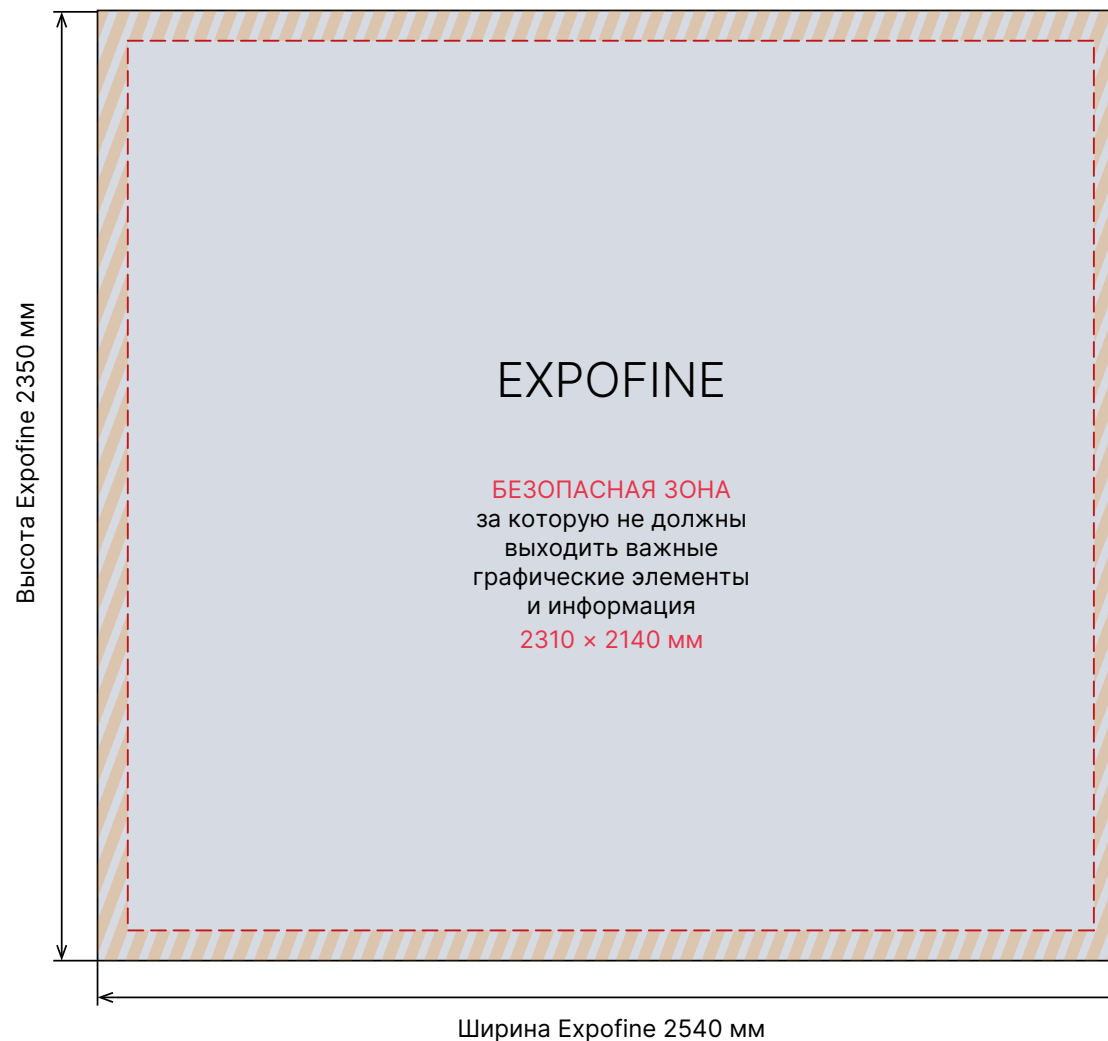 Высота Expofine 2350 мм
EXPOFINE
БЕЗОПАСНАЯ ЗОНА
за которую не должны
выходить важные
графические элементы
и информация
2310 × 2140 мм
Ширина Expofine 2540 мм